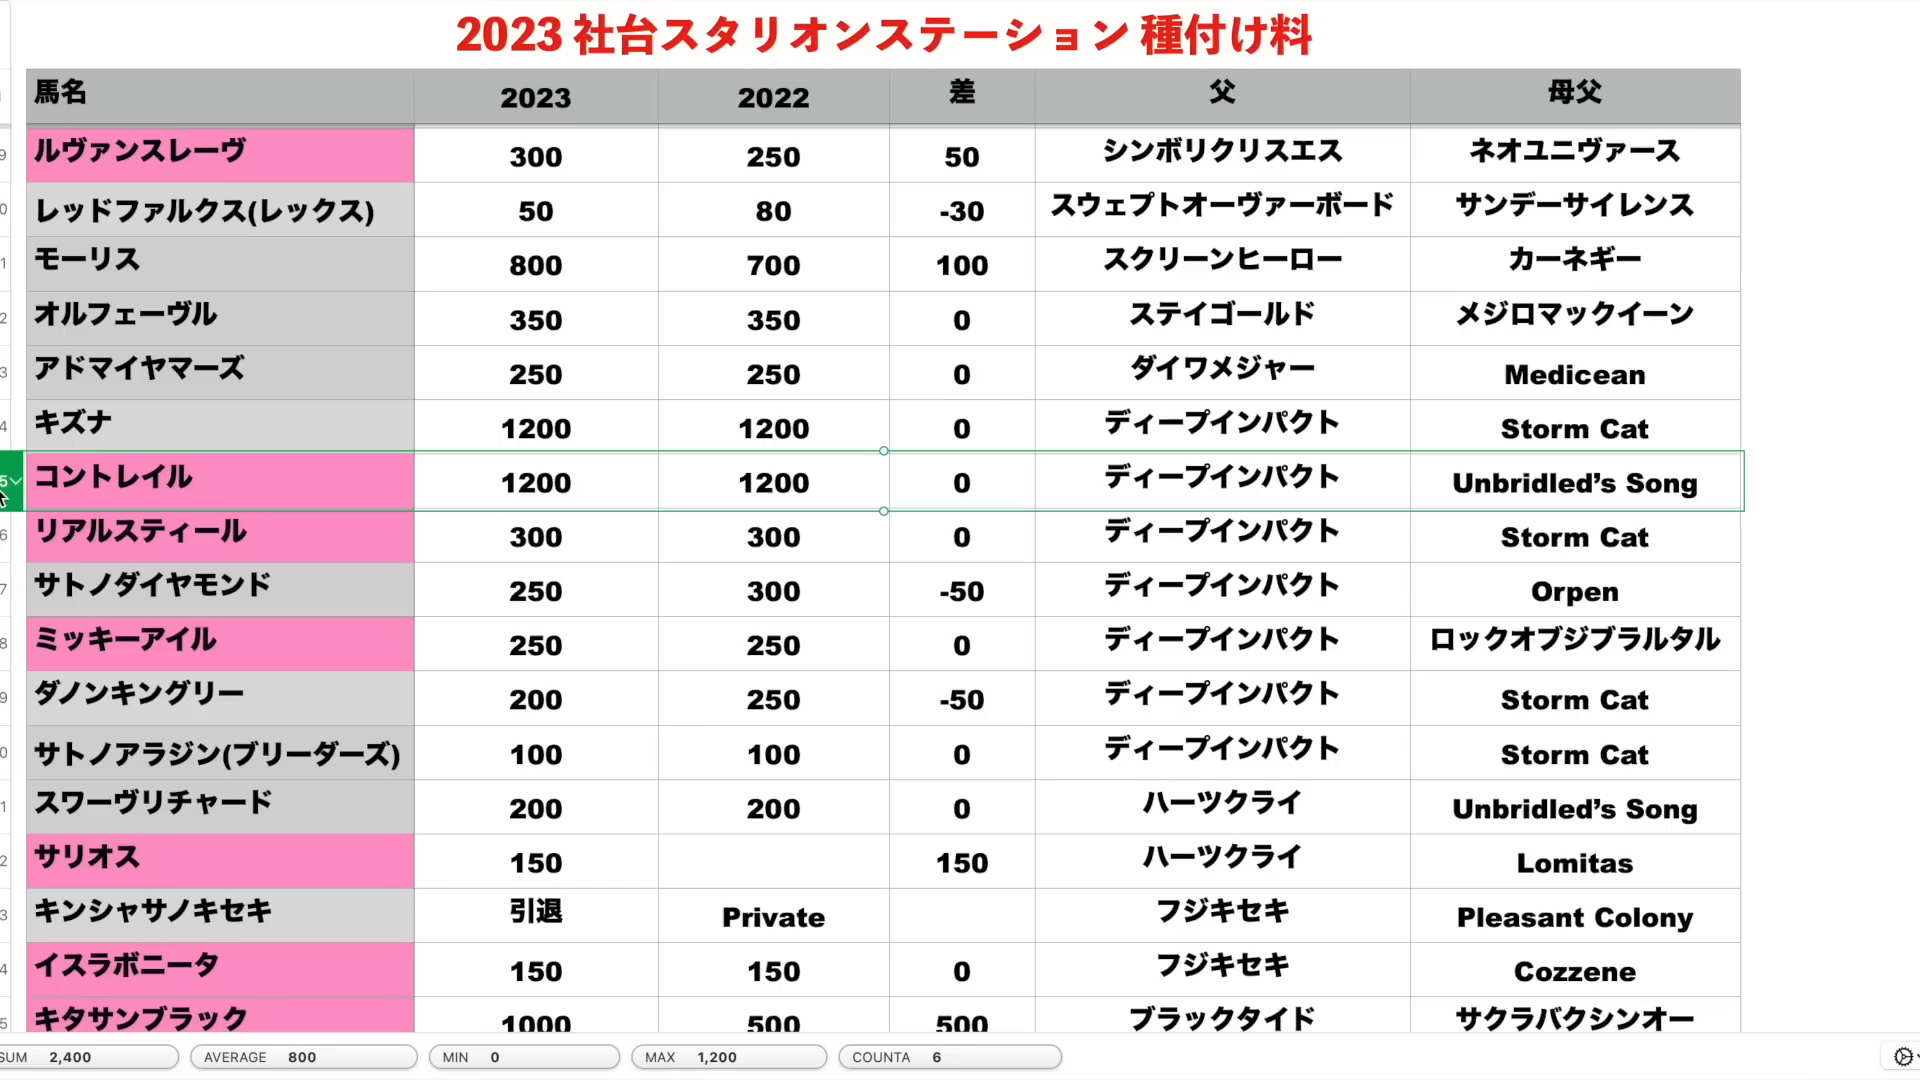 2023 社台スタリオンステーション 種付け料
馬名 2023 2022 差 父 母父
9 ルヴァンスレーヴ 300 250 50 シンボリクリスエス ネオユニヴァース
0 レッドファルクス(レックス) 50 80 -30 スウェプトオーヴァーボード サンデーサイレンス
1 モーリス 800 700 100 スクリーンヒーロー カーネギー
2 オルフェーヴル 350 350 0 ステイゴールド メジロマックイーン
3 アドマイヤマーズ 250 250 0 ダイワメジャー Medicean
4 キズナ 1200 1200 0 ディープインパクト Storm Cat
5 コントレイル 1200 1200 0 ディープインパクト Unbridled’s Song
6 リアルスティール 300 300 0 ディープインパクト Storm Cat
7 サトノダイヤモンド 250 300 -50 ディープインパクト Orpen
8 ミッキーアイル 250 250 0 ディープインパクト ロックオブジブラルタル
9 ダノンキングリー 200 250 -50 ディープインパクト Storm Cat
0 サトノアラジン(ブリーダーズ) 100 100 0 ディープインパクト Storm Cat
1 スワーヴリチャード 200 200 0 ハーツクライ Unbridled’s Song
2 サリオス 150 150 ハーツクライ Lomitas
3 キンシャサノキセキ 引退 Private フジキセキ Pleasant Colony
4 イスラボニータ 150 150 0 フジキセキ Cozzene
5 キタサンブラック 1000 500 500 ブラックタイド サクラバクシンオー
SUM 2,400 AVERAGE 800 MIN 0 MAX 1,200 COUNTA 6